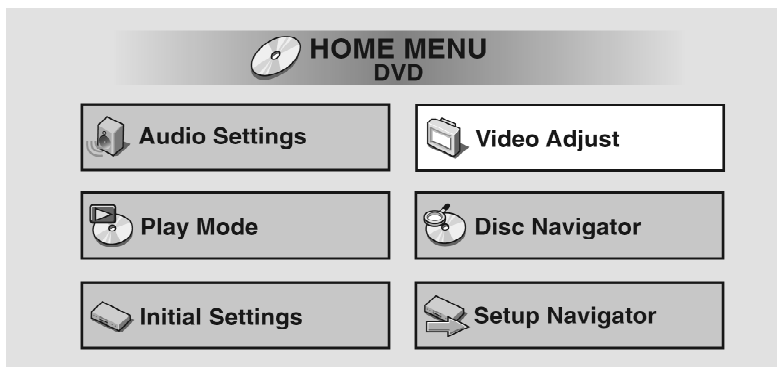 HOME MENU
DVD
Audio Settings
Video Adjust
Play Mode
Disc Navigator
Initial Settings
Setup Navigator